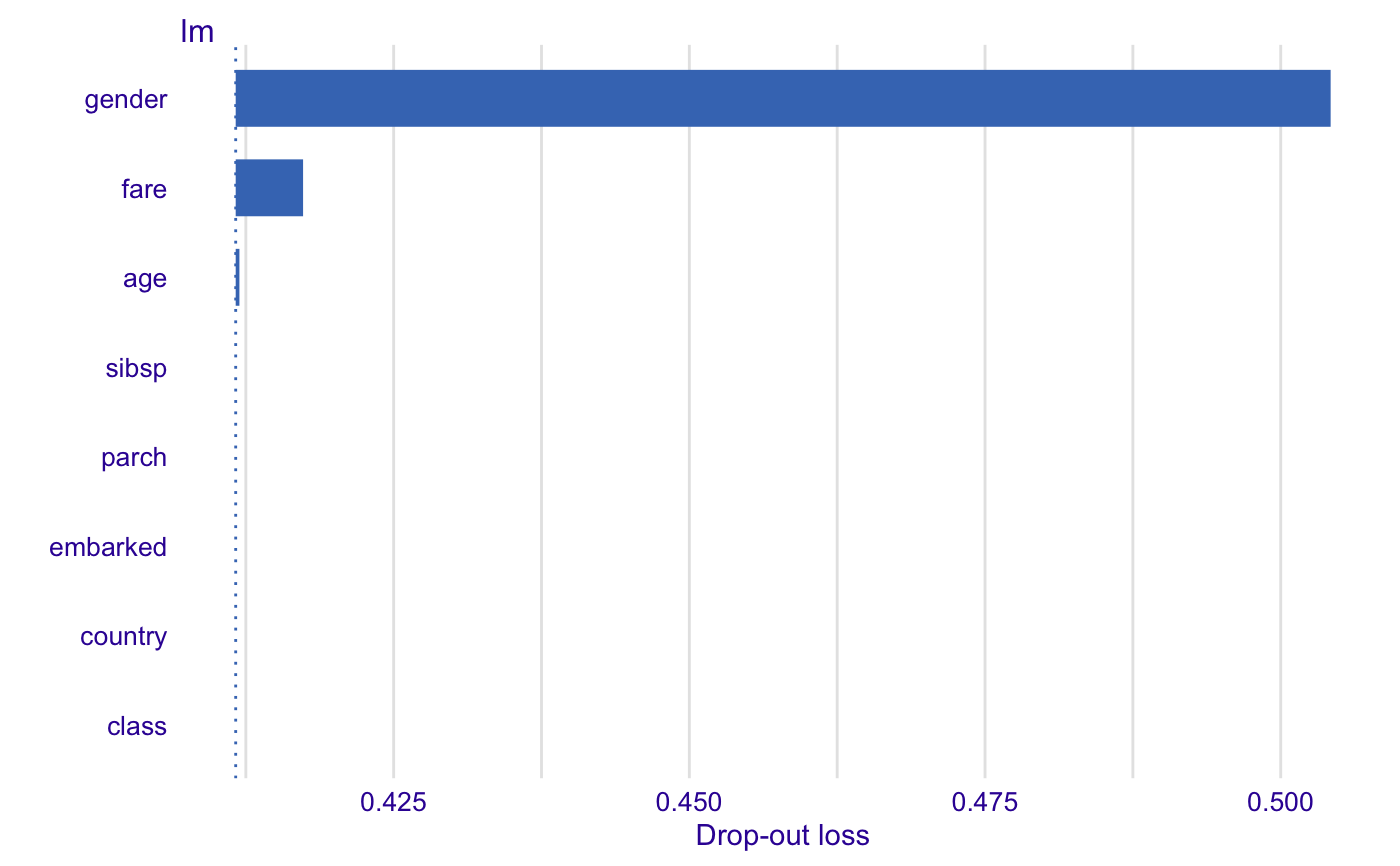 lm
gender
fare
age
sibsp
parch
embarked
country
class
0.425 0.450 0.475 0.500
Drop-out loss